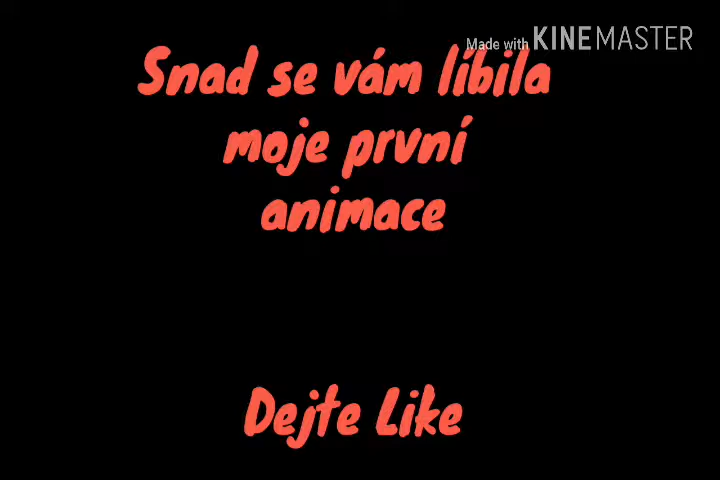 Made with KINEMASTER
Snad se vám líbila
moje první
animace
Dejte Like